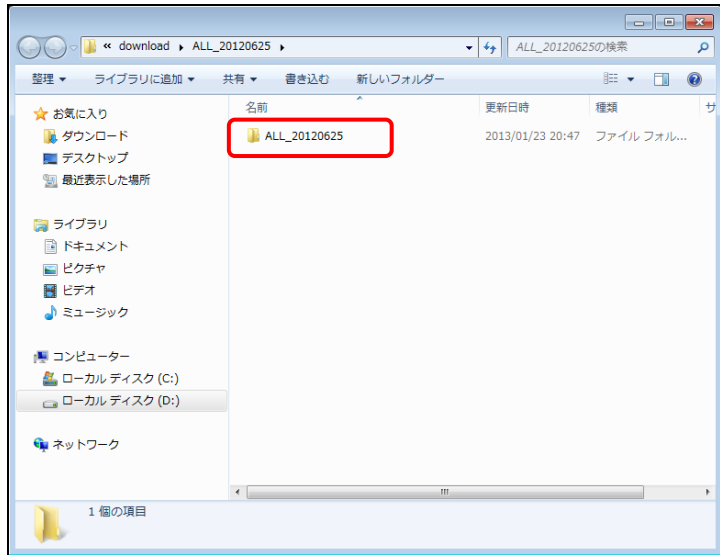 « download ▸ ALL_20120625 ▸ ALL_20120625の検索
整理 ▼ ライブラリに追加 ▼ 共有 ▼ 書き込む 新しいフォルダー
名前 更新日時 種類 サ
ALL_20120625 2013/01/23 20:47 ファイル フォル...
お気に入り
ダウンロード
デスクトップ
最近表示した場所
ライブラリ
ドキュメント
ピクチャ
ビデオ
ミュージック
コンピューター
ローカル ディスク (C:)
ローカル ディスク (D:)
ネットワーク
1 個の項目